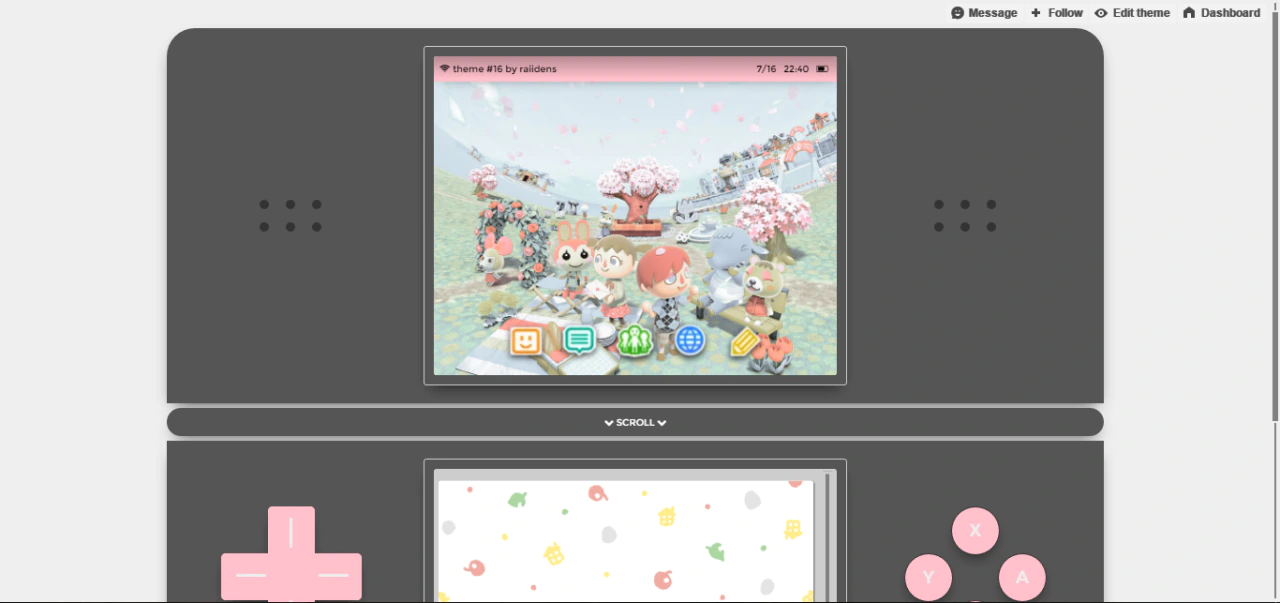 Message
Follow
Edit theme
Dashboard
theme #16 by raiidens
7/16 22:40
SCROLL
X
Y
A